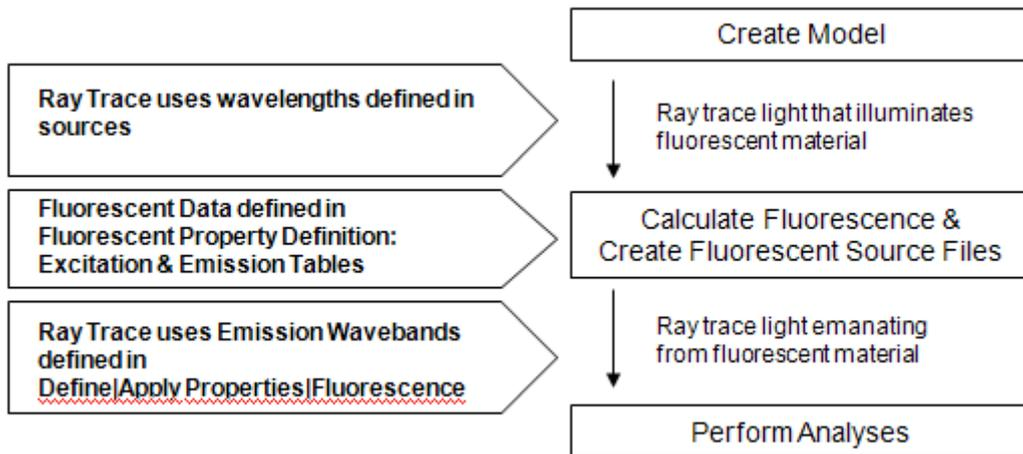 Create Model
Ray Trace uses wavelengths defined in
sources
Ray trace light that illuminates
fluorescent material
Fluorescent Data defined in
Fluorescent Property Definition:
Excitation & Emission Tables
Calculate Fluorescence &
Create Fluorescent Source Files
Ray Trace uses Emission Wavebands
defined in
Define|Apply Properties|Fluorescence
Ray trace light emanating
from fluorescent material
Perform Analyses